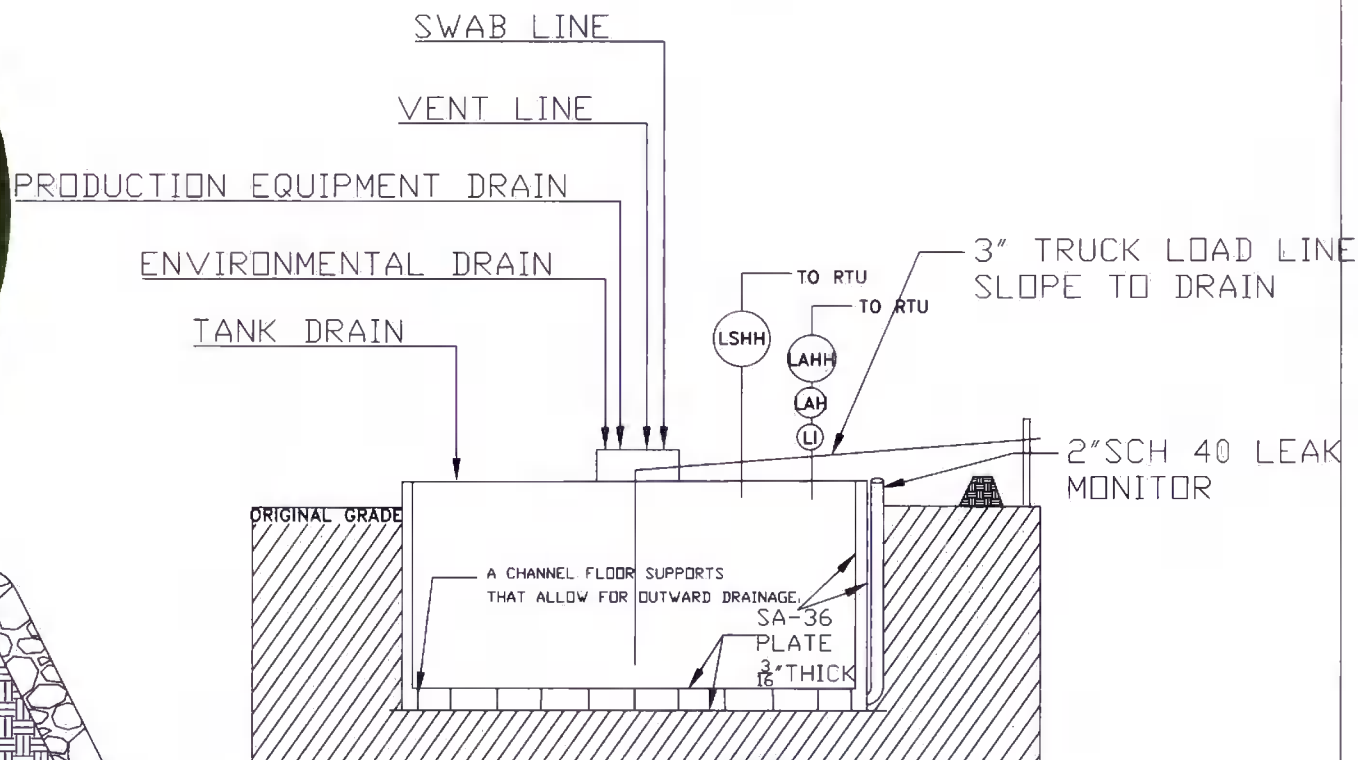 SWAB LINE
VENT LINE
PRODUCTION EQUIPMENT DRAIN
ENVIRONMENTAL DRAIN
TANK DRAIN
TO RTU
TO RTU
3" TRUCK LOAD LINE
SLOPE TO DRAIN
LSHH
LAHH
LAH
LI
2"SCH 40 LEAK
MONITOR
ORIGINAL GRADE
A CHANNEL FLOOR SUPPORTS
THAT ALLOW FOR OUTWARD DRAINAGE.
SA-36
PLATE
3/16" THICK